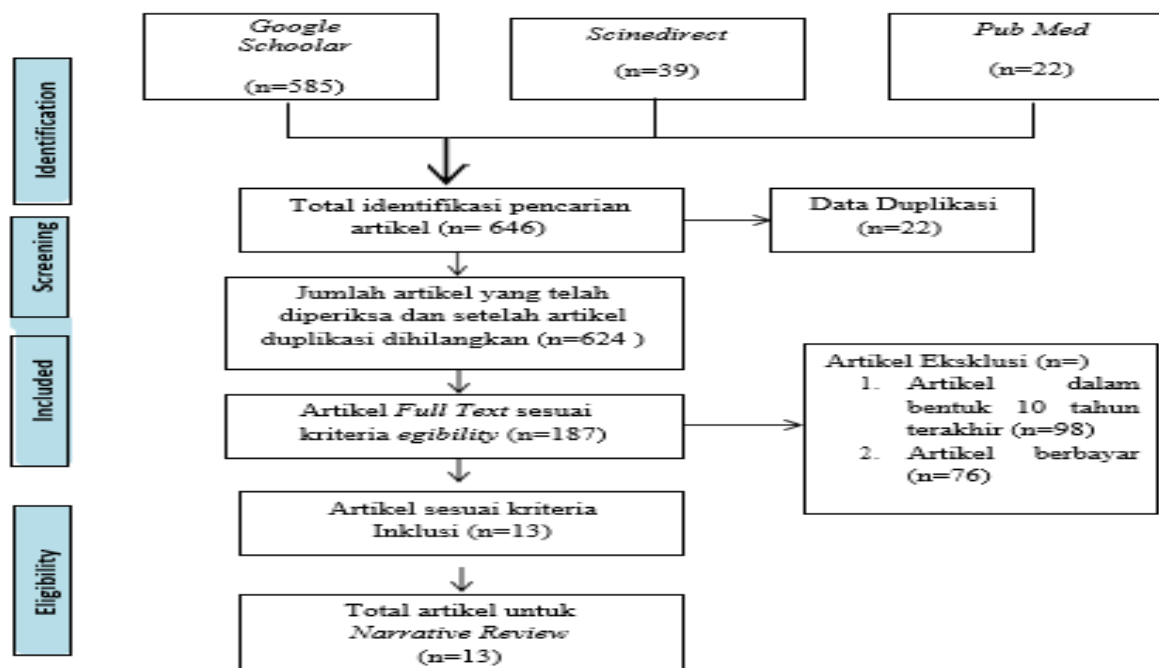 Google
Schoolar
(n=585)
Scinedirect
(n=39)
Pub Med
(n=22)
Identification
Total identifikasi pencarian
artikel (n= 646)
Data Duplikasi
(n=22)
Screening
Jumlah artikel yang telah
diperiksa dan setelah artikel
duplikasi dihilangkan (n=624 )
Included
Artikel Full Text sesuai
kriteria egibility (n=187)
Artikel Eksklusi (n=)
1. Artikel dalam
bentuk 10 tahun
terakhir (n=98)
2. Artikel berbayar
(n=76)
Artikel sesuai kriteria
Inklusi (n=13)
Eligibility
Total artikel untuk
Narrative Review
(n=13)